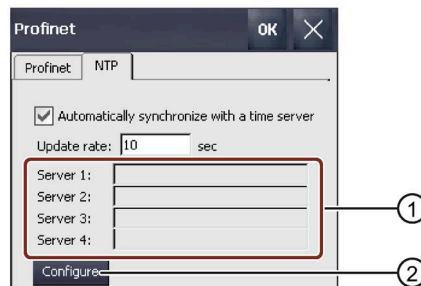 Profinet OK
Profinet NTP
Automatically synchronize with a time server
Update rate: 10 sec
Server 1:
Server 2:
Server 3:
Server 4:
1
Configure
2